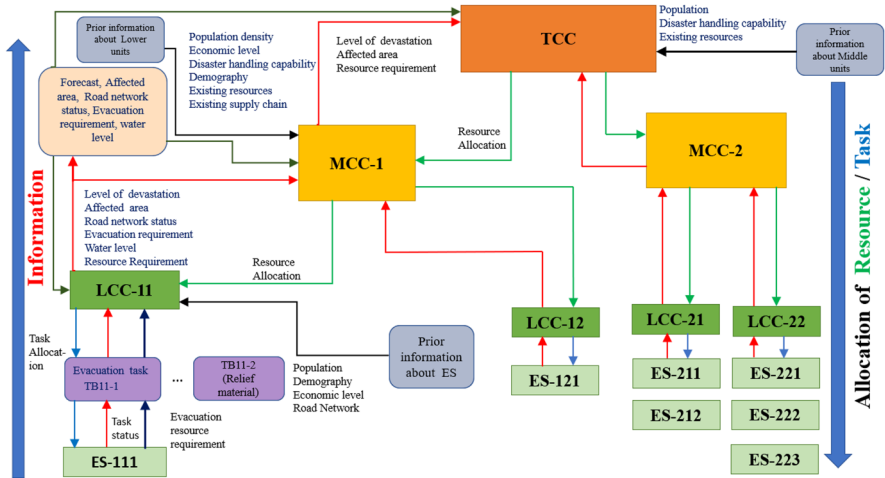 Prior information
about Lower
units
Population density
Economic level
Disaster handling capability
Demography
Existing resources
Existing supply chain
Level of devastation
Affected area
Resource requirement
TCC
Population
Disaster handling capability
Existing resources
Prior
information
about Middle
units
Forecast, Affected
area, Road network
status, Evacuation
requirement, water
level
MCC-1
Resource
Allocation
MCC-2
Information
Level of devastation
Affected area
Road network status
Evacuation requirement
Water level
Resource Requirement
Resource
Allocation
LCC-11
LCC-12
LCC-21
LCC-22
Task
Allocat-
ion
Evacuation task
TB11-1
...
TB11-2
(Relief
material)
Population
Demography
Economic level
Road Network
Prior
information
about ES
ES-121
ES-211
ES-221
ES-212
ES-222
ES-223
Task
status
Evacuation
resource
requirement
ES-111
Allocation of Resource / Task